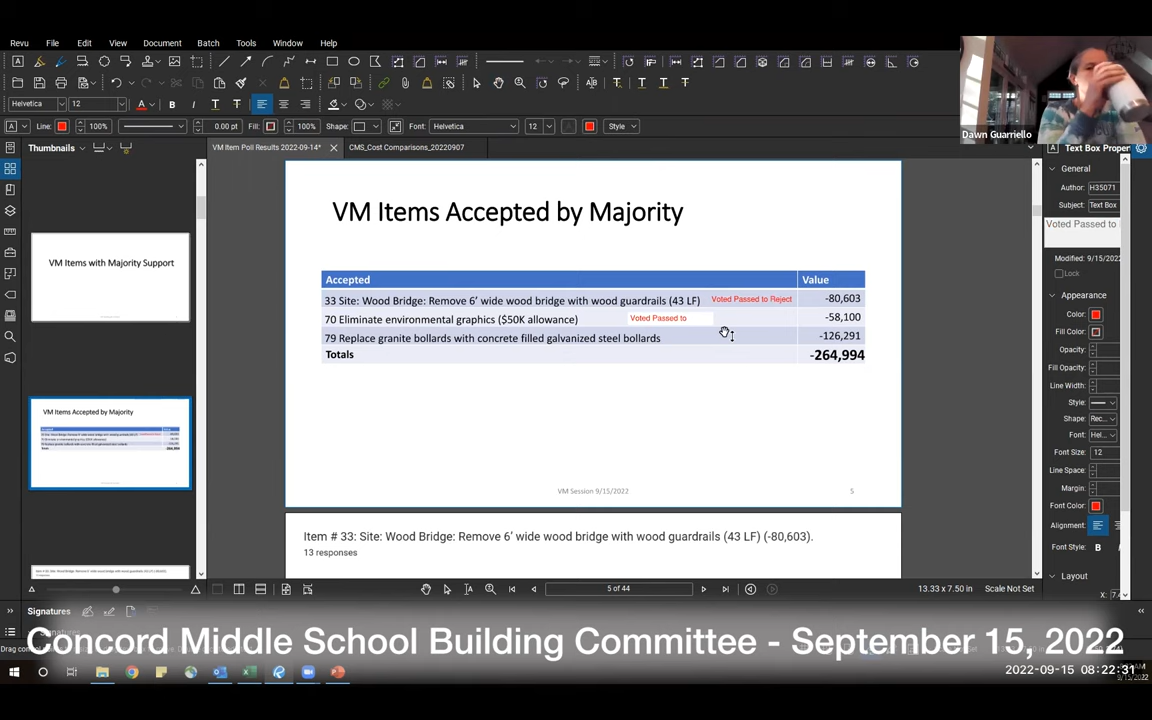 Revu File Edit View Document Batch Tools Window Help
Helvetica 12
Line: 100% 0.00 pt Fill: 100% Shape: Font: Helvetica 12 Style
Dawn Guarriello
Thumbnails
VM Item Poll Results 2022-09-14*
CMS_Cost Comparisons_20220907
Text Box Proper
General
Author: H35071
Subject: Text Box
Voted Passed to
Modified: 9/15/202
Lock
Appearance
Color:
Fill Color:
Opacity:
Fill Opacity:
Line Width:
Style:
Shape: Rec...
Font: Hel...
Font Size: 12
Line Space:
Margin:
Font Color:
Alignment:
Font Style: B
Layout
X:
VM Items with Majority Support
VM Items Accepted by Majority
VM Items Accepted by Majority
Accepted Value
33 Site: Wood Bridge: Remove 6’ wide wood bridge with wood guardrails (43 LF) Voted Passed to Reject -80,603
70 Eliminate environmental graphics ($50K allowance) Voted Passed to -58,100
79 Replace granite bollards with concrete filled galvanized steel bollards -126,291
Totals -264,994
VM Session 9/15/2022 5
Item # 33: Site: Wood Bridge: Remove 6’ wide wood bridge with wood guardrails (43 LF) (-80,603).
13 responses
5 of 44
13.33 x 7.50 in Scale Not Set
Signatures
Concord Middle School Building Committee - September 15, 2022
2022-09-15 08:22:31
9/15/2022